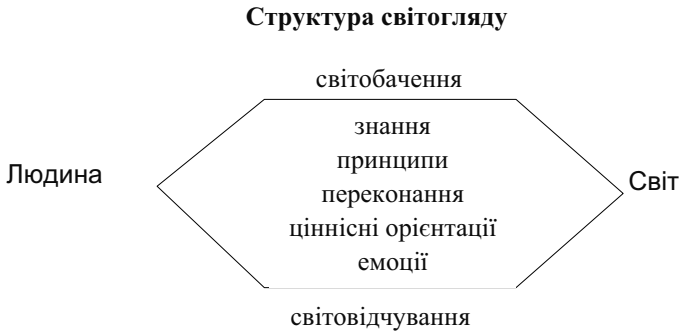 Структура світогляду
світобачення
знання
принципи
Людина
переконання
Світ
ціннісні орієнтації
емоції
світовідчування